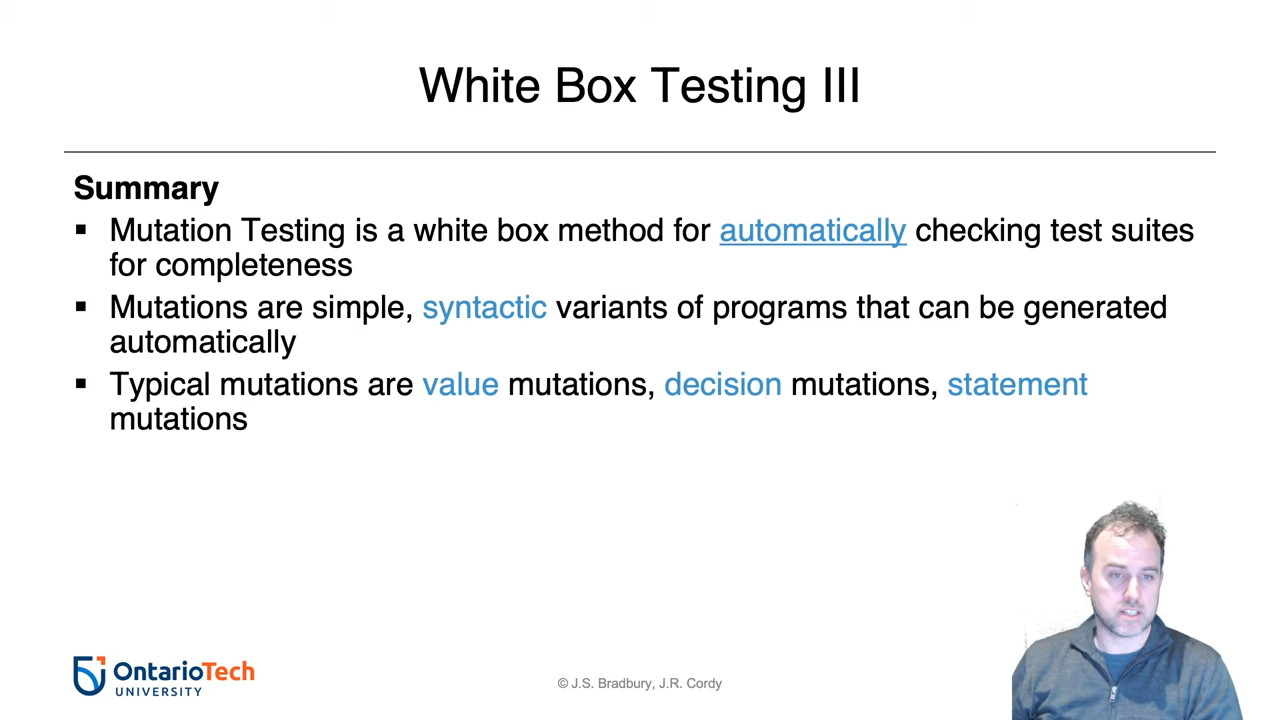 White Box Testing III
Summary
▪ Mutation Testing is a white box method for automatically checking test suites
for completeness
▪ Mutations are simple, syntactic variants of programs that can be generated
automatically
▪ Typical mutations are value mutations, decision mutations, statement
mutations
OntarioTech
UNIVERSITY
© J.S. Bradbury, J.R. Cordy